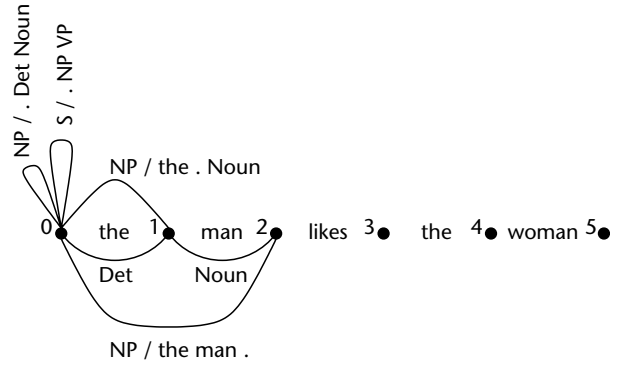 NP / . Det Noun
S / . NP VP
NP / the . Noun
0 the 1 man 2 likes 3 the 4 woman 5
Det Noun
NP / the man .